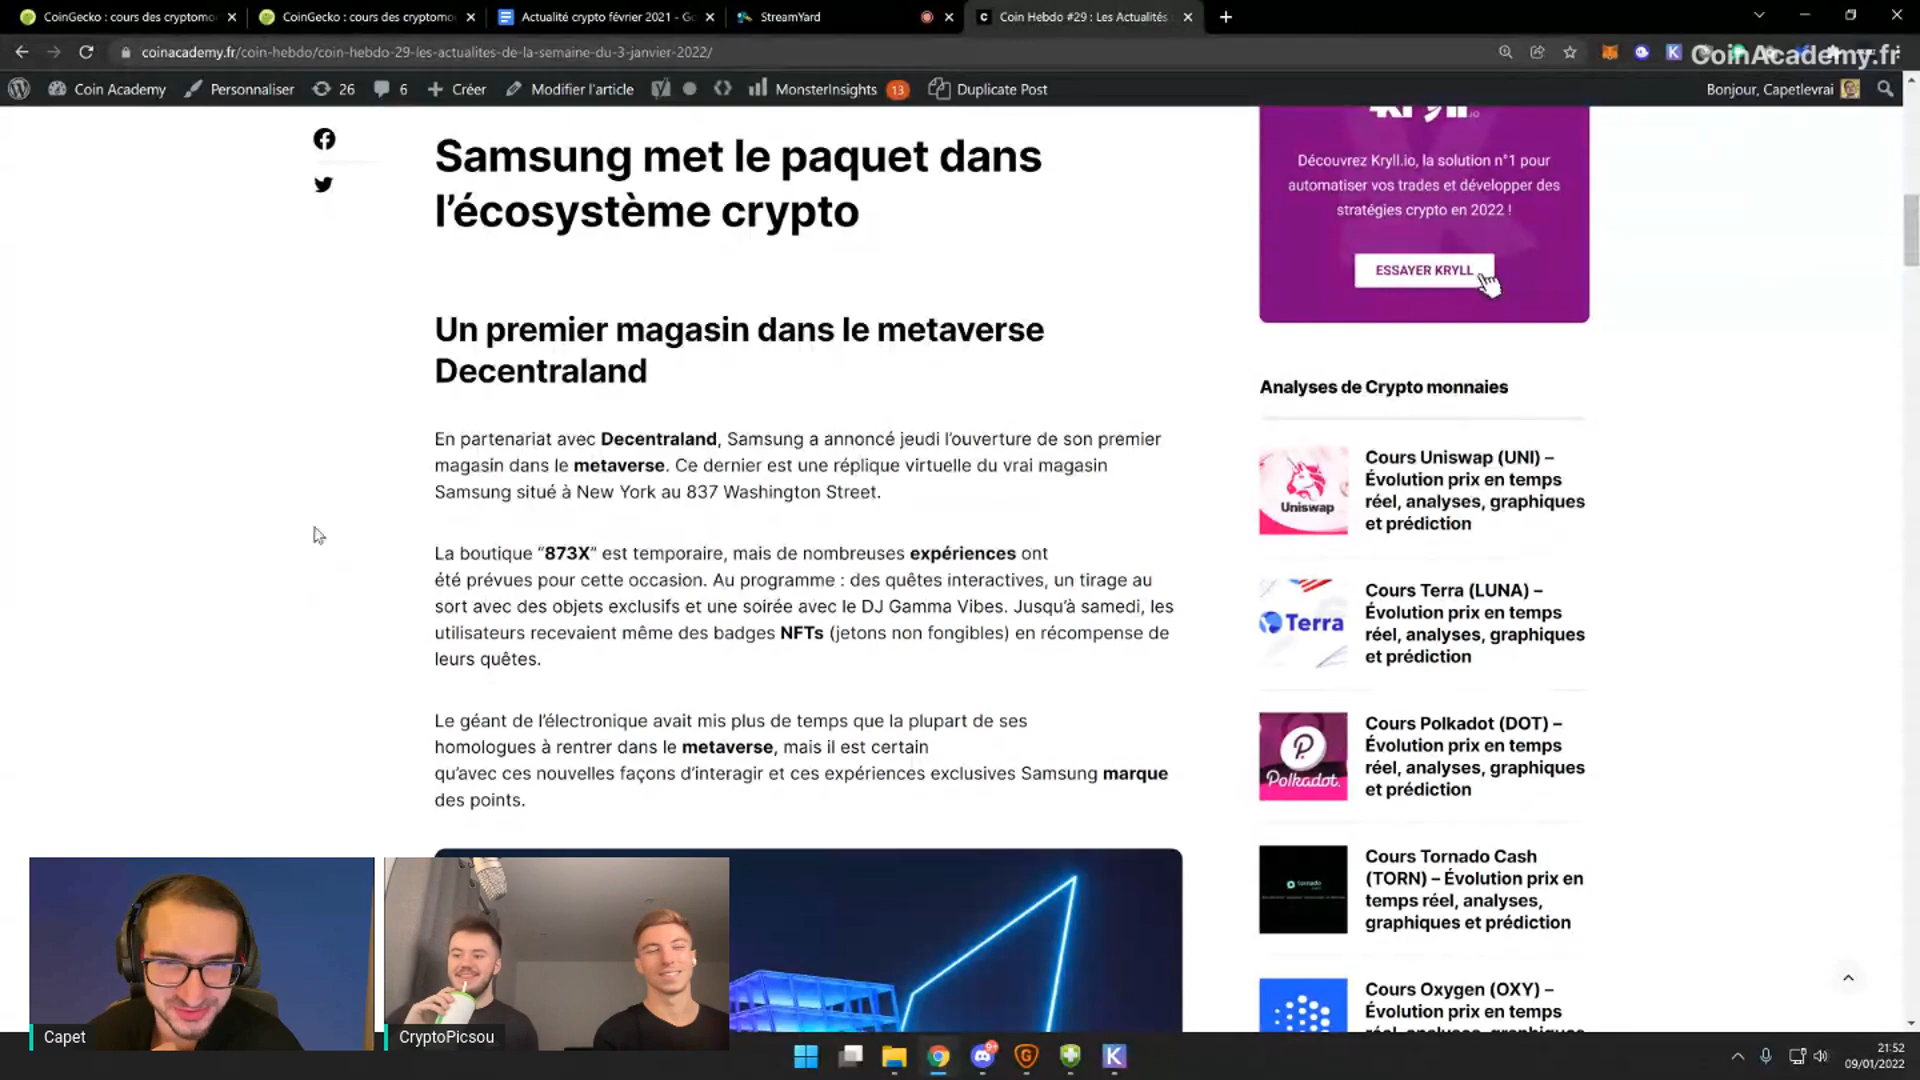 CoinGecko : cours des cryptomo
CoinGecko : cours des cryptomo
Actualité crypto février 2021 - Go
StreamYard
Coin Hebdo #29 : Les Actualités
coinacademy.fr/coin-hebdo/coin-hebdo-29-les-actualites-de-la-semaine-du-3-janvier-2022/
CoinAcademy.fr
Coin Academy
Personnaliser
26
6
Créer
Modifier l'article
MonsterInsights
13
Duplicate Post
Bonjour, Capetlevrai
Samsung met le paquet dans
l'écosystème crypto
Un premier magasin dans le metaverse
Decentraland
En partenariat avec Decentraland, Samsung a annoncé jeudi l'ouverture de son premier
magasin dans le metaverse. Ce dernier est une réplique virtuelle du vrai magasin
Samsung situé à New York au 837 Washington Street.
La boutique “873X” est temporaire, mais de nombreuses expériences ont
été prévues pour cette occasion. Au programme : des quêtes interactives, un tirage au
sort avec des objets exclusifs et une soirée avec le DJ Gamma Vibes. Jusqu'à samedi, les
utilisateurs recevaient même des badges NFTs (jetons non fongibles) en récompense de
leurs quêtes.
Le géant de l'électronique avait mis plus de temps que la plupart de ses
homologues à rentrer dans le metaverse, mais il est certain
qu'avec ces nouvelles façons d'interagir et ces expériences exclusives Samsung marque
des points.
Découvrez Kryll.io, la solution n°1 pour
automatiser vos trades et développer des
stratégies crypto en 2022 !
ESSAYER KRYLL
Analyses de Crypto monnaies
Uniswap
Cours Uniswap (UNI) –
Évolution prix en temps
réel, analyses, graphiques
et prédiction
Terra
Cours Terra (LUNA) –
Évolution prix en temps
réel, analyses, graphiques
et prédiction
Polkadot.
Cours Polkadot (DOT) –
Évolution prix en temps
réel, analyses, graphiques
et prédiction
Cours Tornado Cash
(TORN) – Évolution prix en
temps réel, analyses,
graphiques et prédiction
Cours Oxygen (OXY) –
Évolution prix en temps
Capet
CryptoPicsou
21:52
09/01/2022